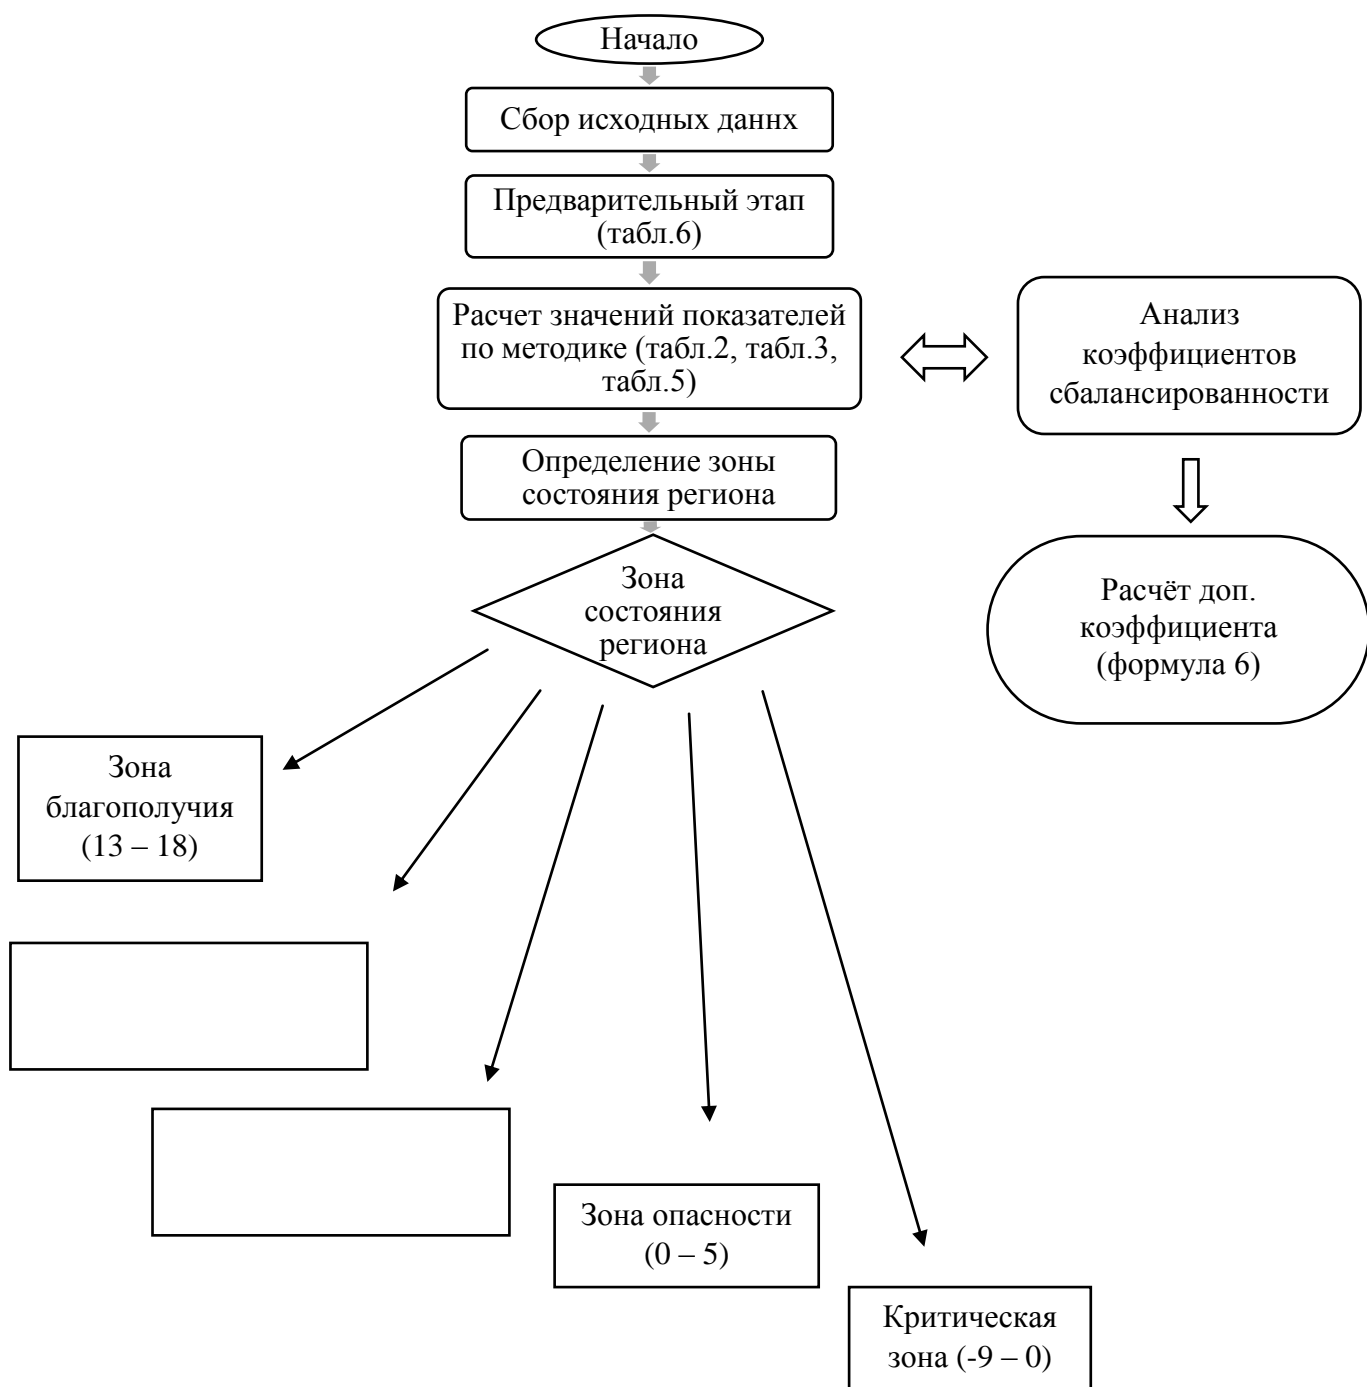 Начало
Сбор исходных даннх
Предварительный этап
(табл.6)
Расчет значений показателей
по методике (табл.2, табл.3,
табл.5)
Анализ
коэффициентов
сбалансированности
Определение зоны
состояния региона
Зона
состояния
региона
Расчёт доп.
коэффициента
(формула 6)
Зона
благополучия
(13 – 18)
Зона опасности
(0 – 5)
Критическая
зона (-9 – 0)